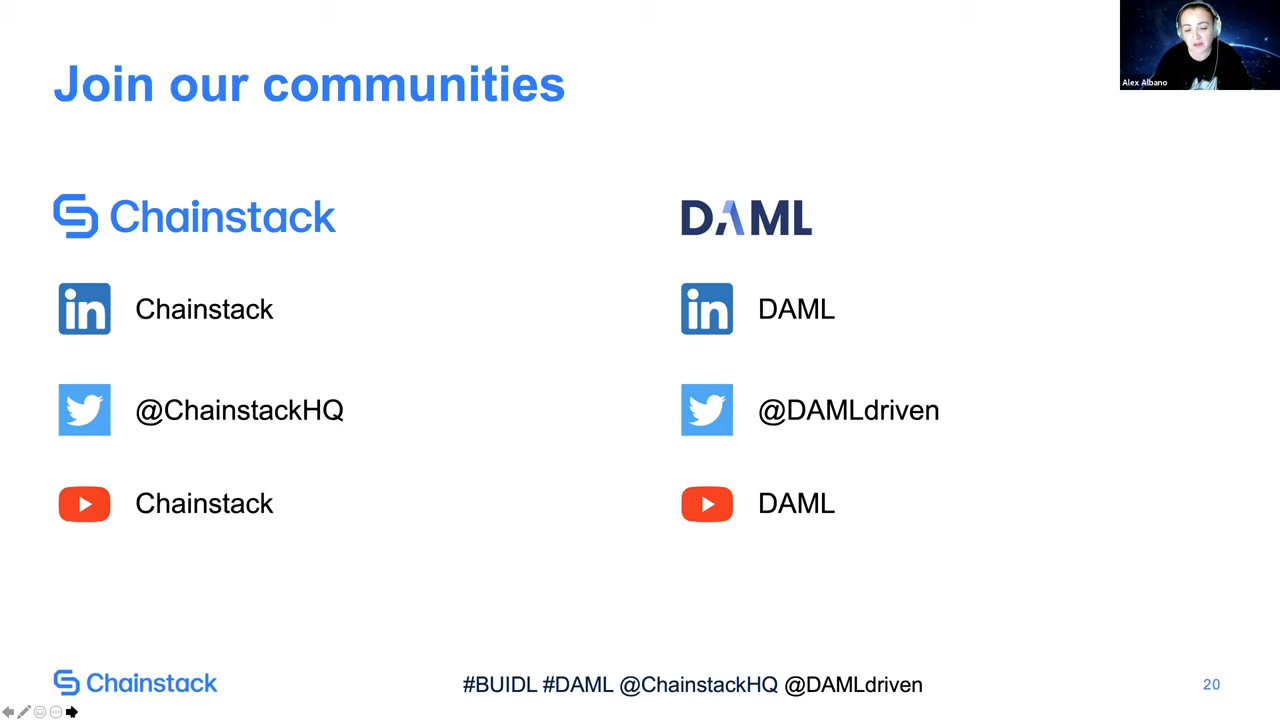 Join our communities
Alex Albano
Chainstack
DAML
Chainstack
DAML
@ChainstackHQ
@DAMLdriven
Chainstack
DAML
Chainstack
#BUIDL #DAML @ChainstackHQ @DAMLdriven
20